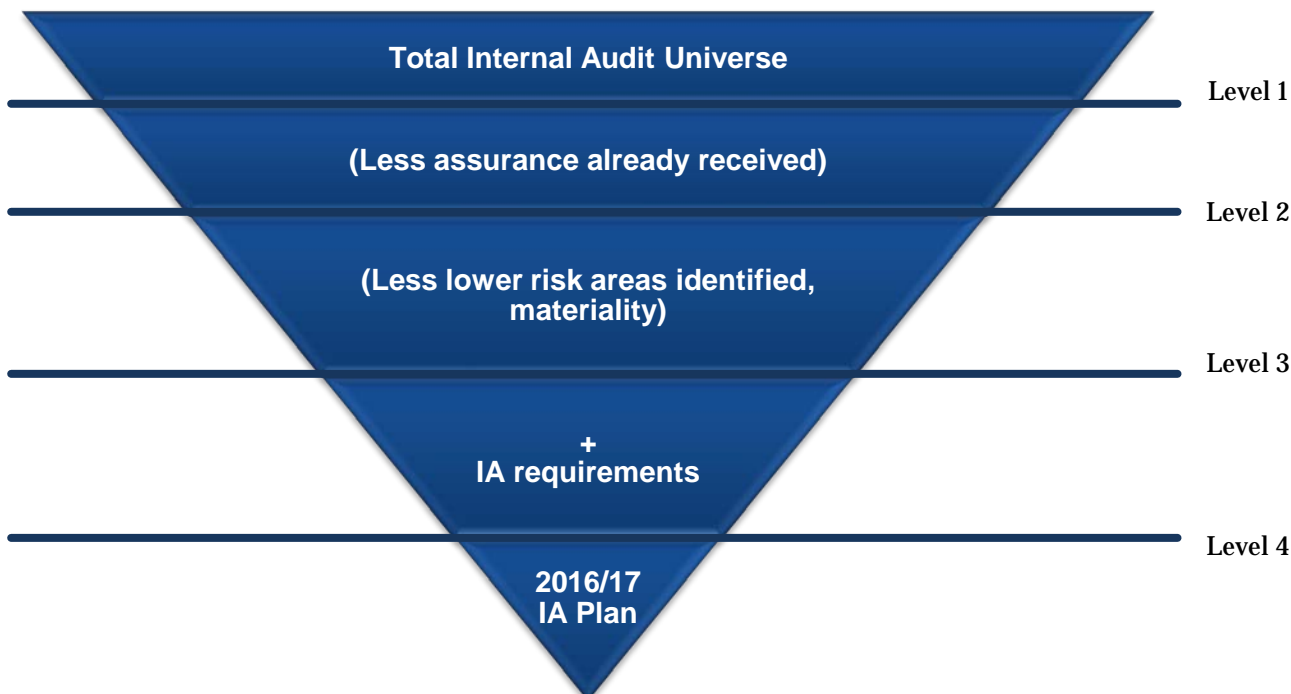 Total Internal Audit Universe
Level 1
(Less assurance already received)
Level 2
(Less lower risk areas identified,
materiality)
Level 3
+
IA requirements
Level 4
2016/17
IA Plan